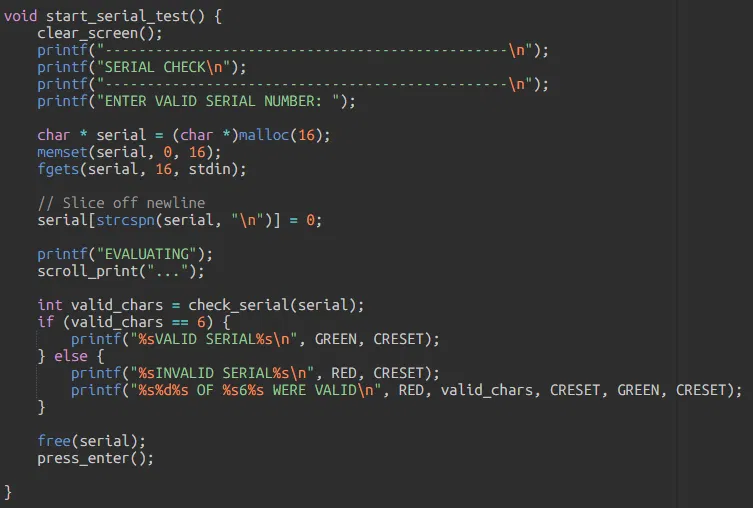 void start_serial_test() {
    clear_screen();
    printf("------------------------------------------------\n");
    printf("SERIAL CHECK\n");
    printf("------------------------------------------------\n");
    printf("ENTER VALID SERIAL NUMBER: ");

    char * serial = (char *)malloc(16);
    memset(serial, 0, 16);
    fgets(serial, 16, stdin);

    // Slice off newline
    serial[strcspn(serial, "\n")] = 0;

    printf("EVALUATING");
    scroll_print("...");

    int valid_chars = check_serial(serial);
    if (valid_chars == 6) {
        printf("%sVALID SERIAL%s\n", GREEN, CRESET);
    } else {
        printf("%sINVALID SERIAL%s\n", RED, CRESET);
        printf("%s%d%s OF %s6%s WERE VALID\n", RED, valid_chars, CRESET, GREEN, CRESET);
    }

    free(serial);
    press_enter();

}